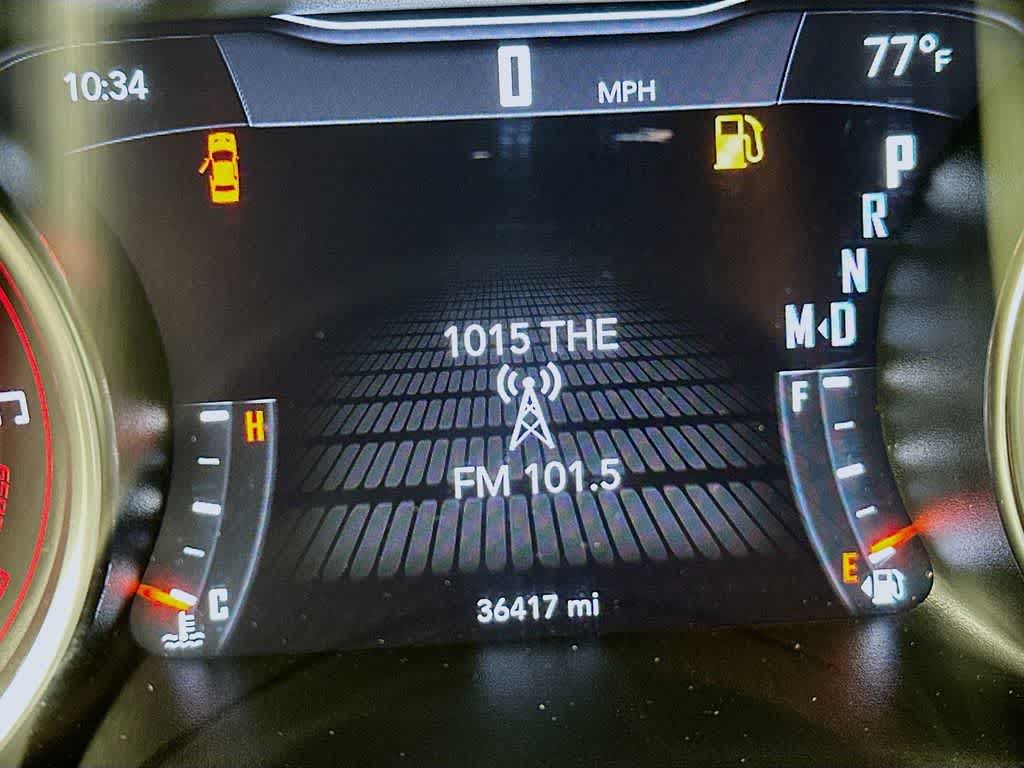 10:34
0 MPH
77°F
P
R
N
M◂D
1015 THE
FM 101.5
H
C
F
E
36417 mi